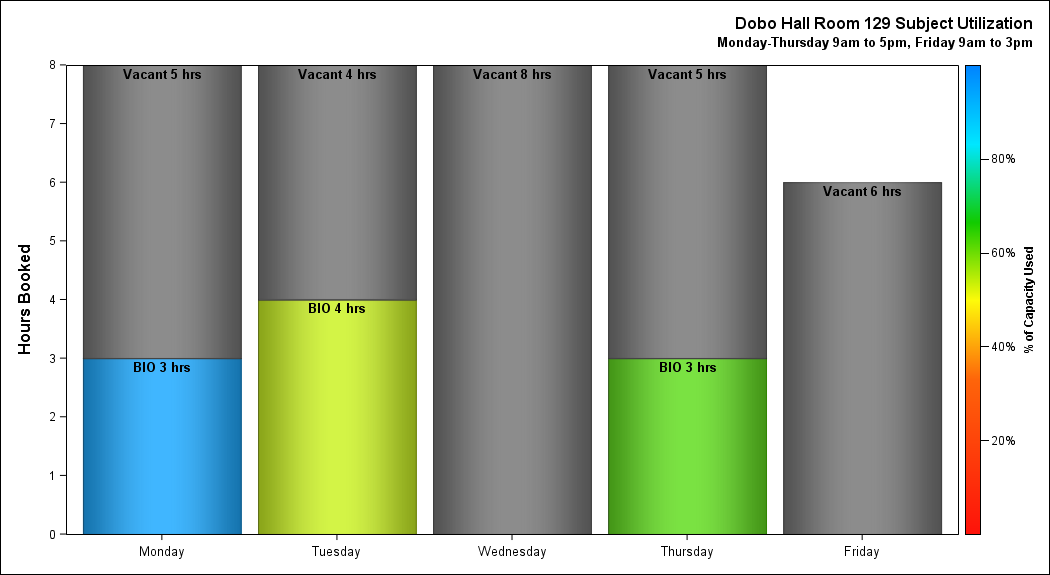 Dobo Hall Room 129 Subject Utilization
Monday-Thursday 9am to 5pm, Friday 9am to 3pm
Hours Booked
8
7
6
5
4
3
2
1
0
Vacant 5 hrs
BIO 3 hrs
Vacant 4 hrs
BIO 4 hrs
Vacant 8 hrs
Vacant 5 hrs
BIO 3 hrs
Vacant 6 hrs
Monday
Tuesday
Wednesday
Thursday
Friday
80%
60%
40%
20%
% of Capacity Used